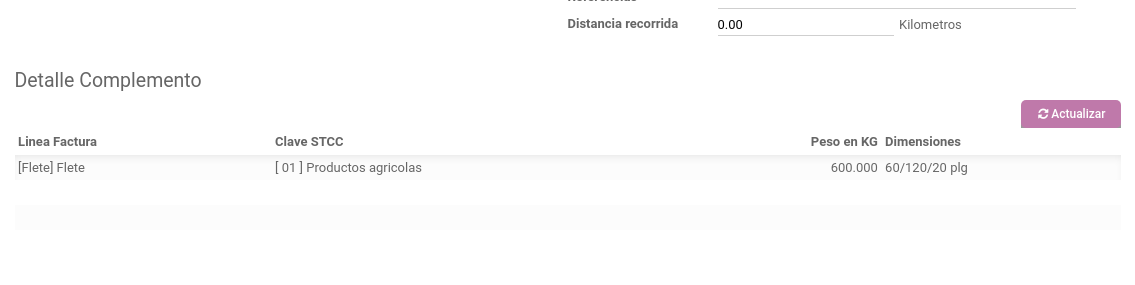 Distancia recorrida 0.00 Kilometros
Detalle Complemento
Actualizar
Linea Factura Clave STCC Peso en KG Dimensiones
[Flete] Flete [ 01 ] Productos agricolas 600.000 60/120/20 plg